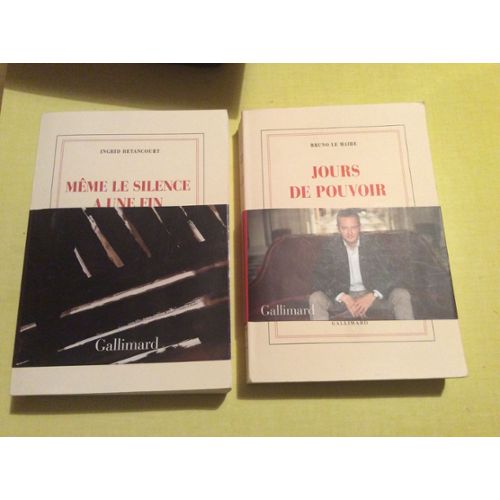 INGRID BETANCOURT
MÊME LE SILENCE
A UNE FIN
Gallimard
BRUNO LE MAIRE
JOURS
DE POUVOIR
Gallimard
GALLIMARD